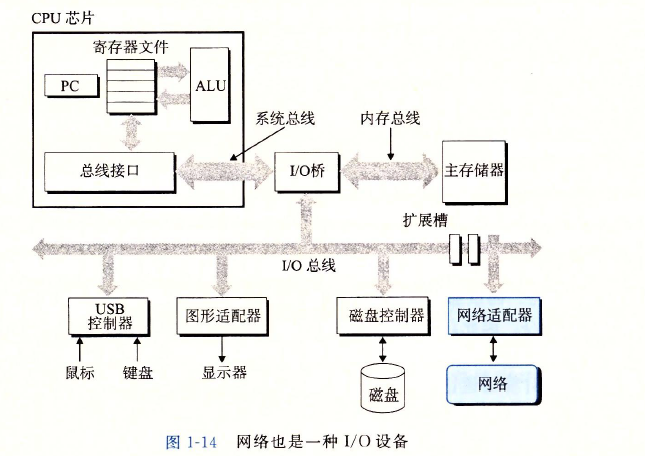 CPU 芯片
寄存器文件
PC
ALU
系统总线
内存总线
总线接口
I/O桥
主存储器
扩展槽
I/O 总线
USB
控制器
图形适配器
磁盘控制器
网络适配器
鼠标
键盘
显示器
磁盘
网络
图 1-14 网络也是一种 I/O 设备